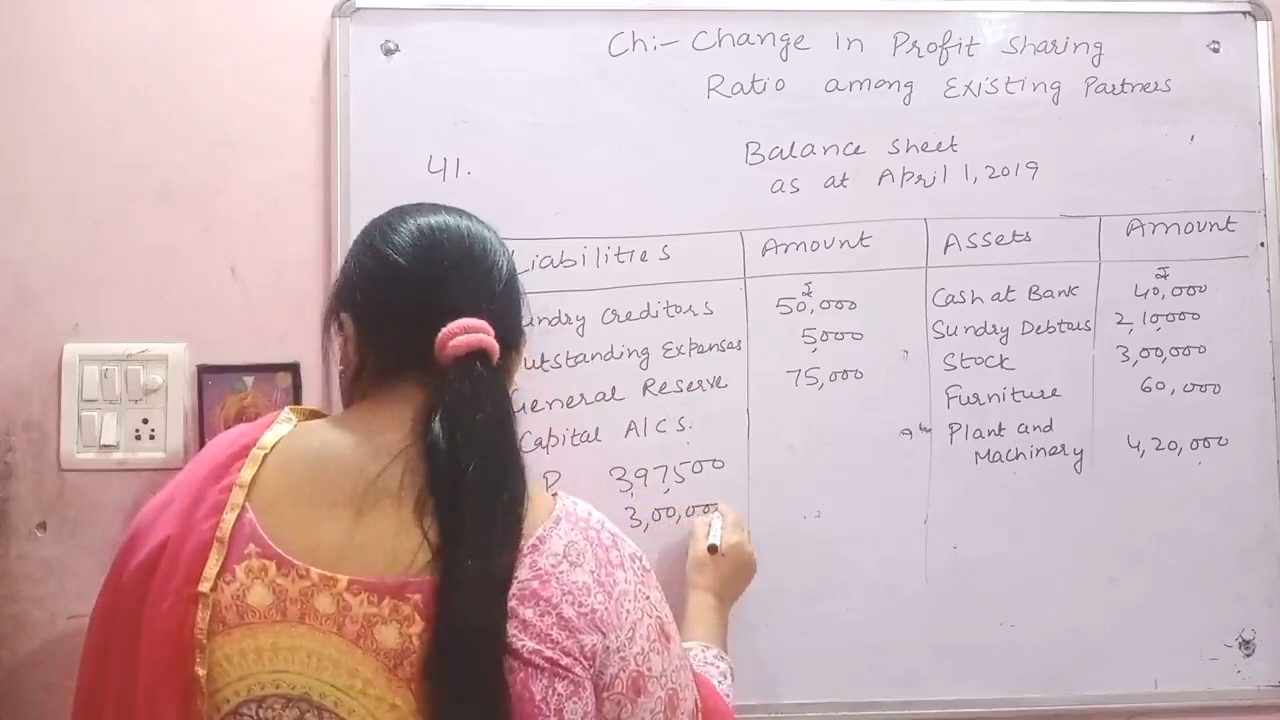 Ch:- Change in Profit Sharing
Ratio among Existing Partners
41.
Balance sheet
as at April 1, 2019
Liabilities Amount Assets Amount
₹ ₹
undry Creditors 50,000 Cash at Bank 40,000
utstanding Expenses 5,000 Sundry Debtors 2,10,000
General Reserve 75,000 Stock 3,00,000
Capital A/Cs. Furniture 60,000
P 3,97,500 Plant and
Machinery 4,20,000
3,00,000